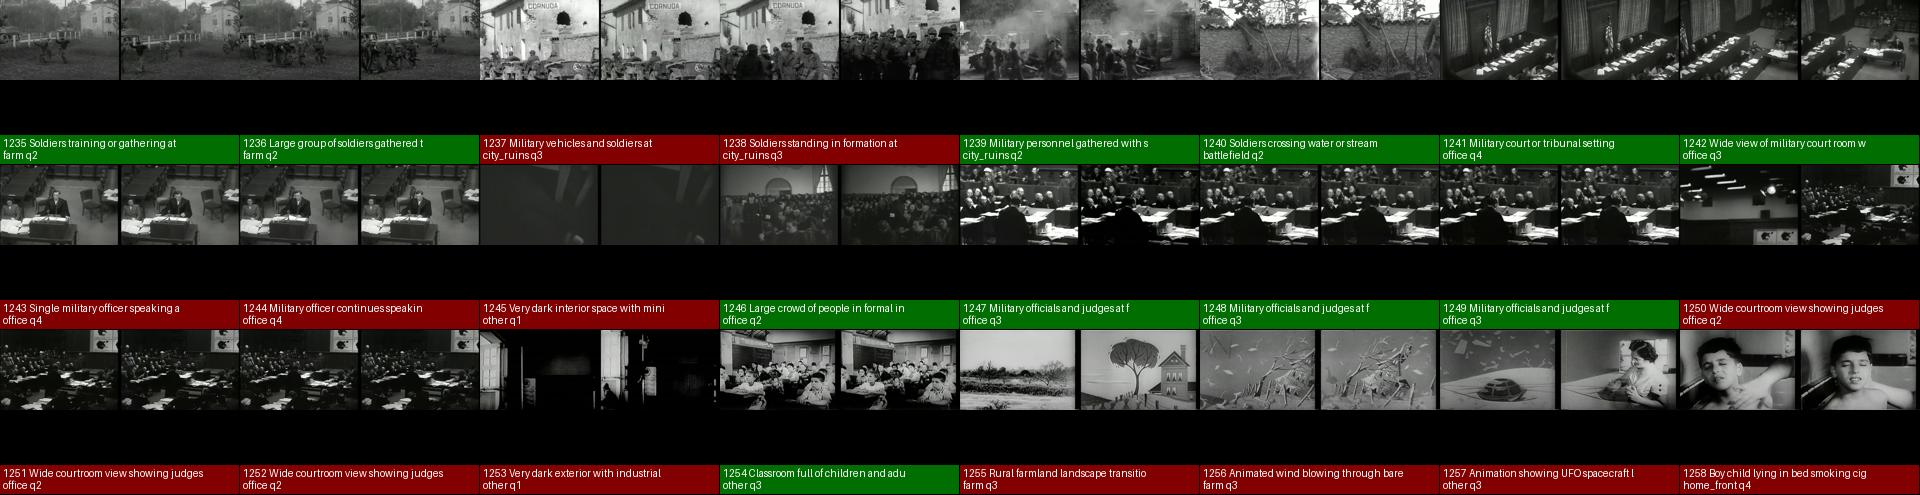 CORNUDA
CORNUDA
CORNUDA
1235 Soldiers training or gathering at
farm q2
1236 Large group of soldiers gathered t
farm q2
1237 Military vehicles and soldiers at
city_ruins q3
1238 Soldiers standing in formation at
city_ruins q3
1239 Military personnel gathered with s
city_ruins q2
1240 Soldiers crossing water or stream
battlefield q2
1241 Military court or tribunal setting
office q4
1242 Wide view of military court room w
office q3
1243 Single military officer speaking a
office q4
1244 Military officer continues speakin
office q4
1245 Very dark interior space with mini
other q1
1246 Large crowd of people in formal in
office q2
1247 Military officials and judges at f
office q3
1248 Military officials and judges at f
office q3
1249 Military officials and judges at f
office q3
1250 Wide courtroom view showing judges
office q2
1251 Wide courtroom view showing judges
office q2
1252 Wide courtroom view showing judges
office q2
1253 Very dark exterior with industrial
other q1
1254 Classroom full of children and adu
other q3
1255 Rural farmland landscape transitio
farm q3
1256 Animated wind blowing through bare
farm q3
1257 Animation showing UFO spacecraft l
other q3
1258 Boy child lying in bed smoking cig
home_front q4